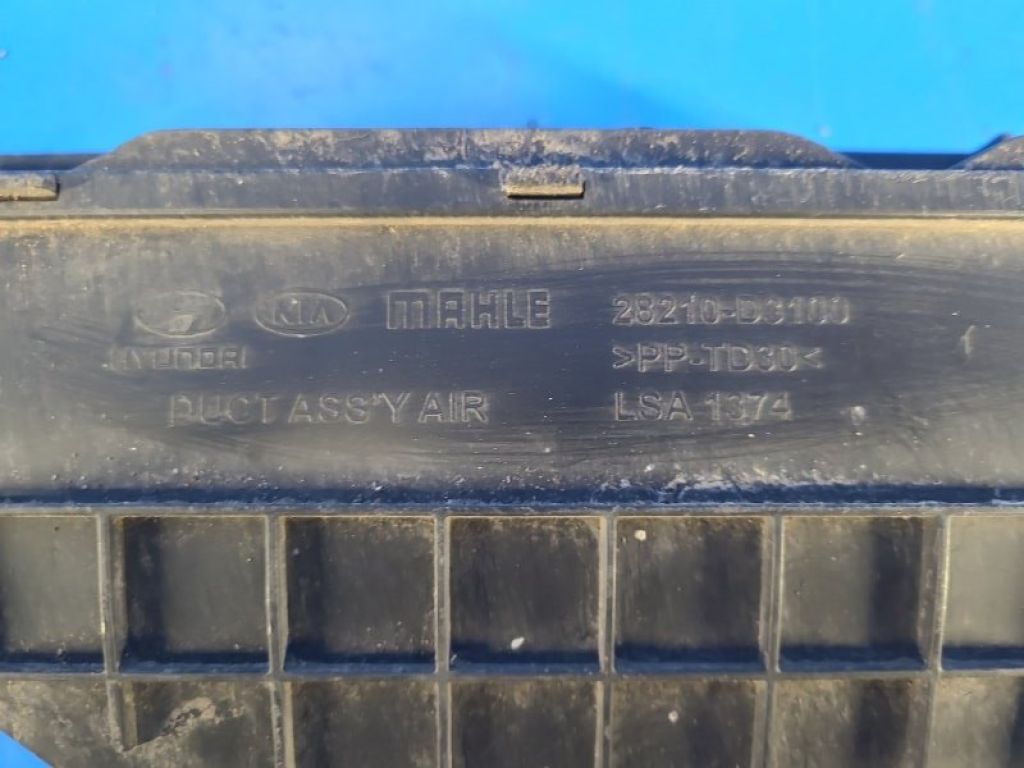 KIA MAHLE 28210-D3100
HYUNDAI >PP-TD30<
DUCT ASS'Y AIR LSA 1374